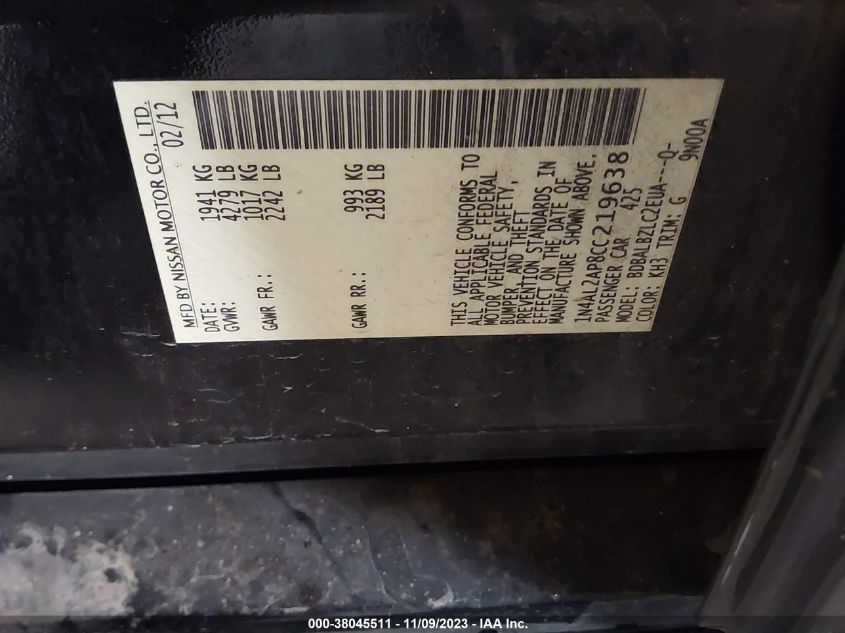 MFD BY NISSAN MOTOR CO., LTD.
DATE: 02/12
GVWR: 1941 KG
4279 LB
GAWR FR.: 1017 KG
2242 LB
GAWR RR.: 993 KG
2189 LB
THIS VEHICLE CONFORMS TO
ALL APPLICABLE FEDERAL
MOTOR VEHICLE SAFETY,
BUMPER, AND THEFT
PREVENTION STANDARDS IN
EFFECT ON THE DATE OF
MANUFACTURE SHOWN ABOVE.
1N4AL2AP8CC219638
PASSENGER CAR 425
MODEL: BDBALBZLC2EUA----Q-
COLOR: KH3 TRIM: G 9N00A
000-38045511 - 11/09/2023 - IAA Inc.